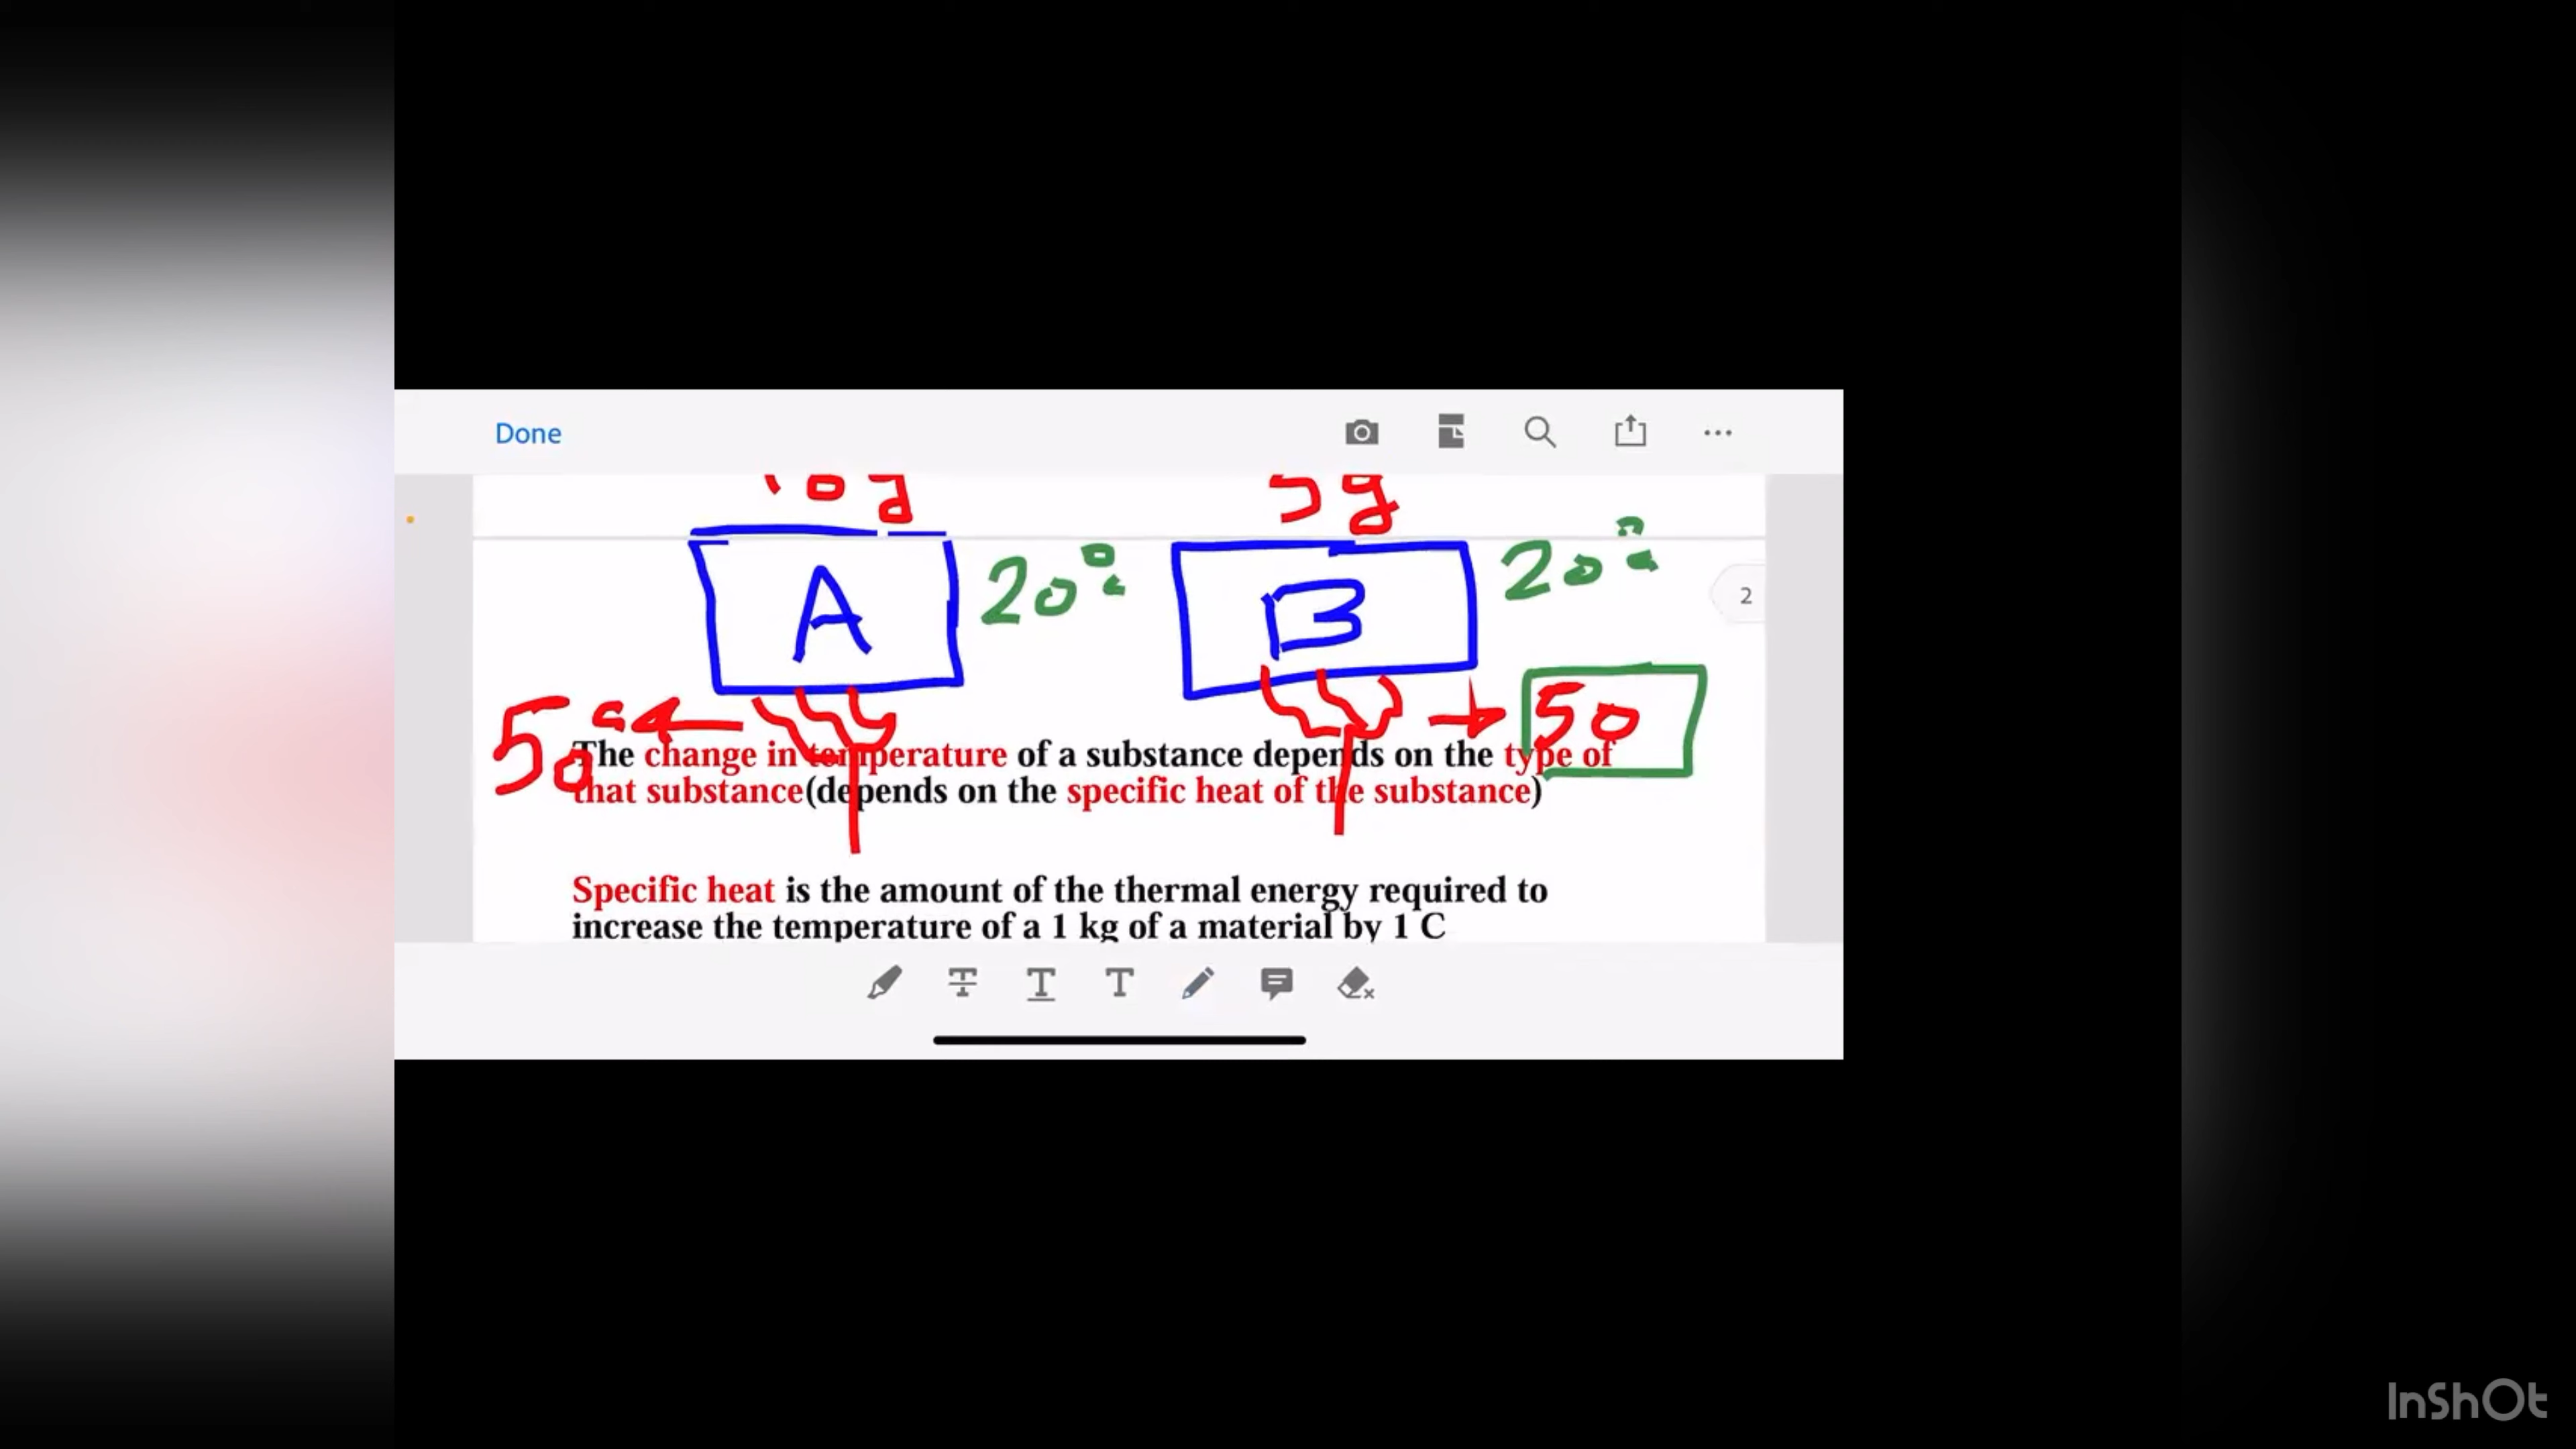 Done
10 g 5 g
A 20°c B 20°c
2
50 c 50
The change in temperature of a substance depends on the type of
that substance(depends on the specific heat of the substance)
Specific heat is the amount of the thermal energy required to
increase the temperature of a 1 kg of a material by 1 C
InShOt